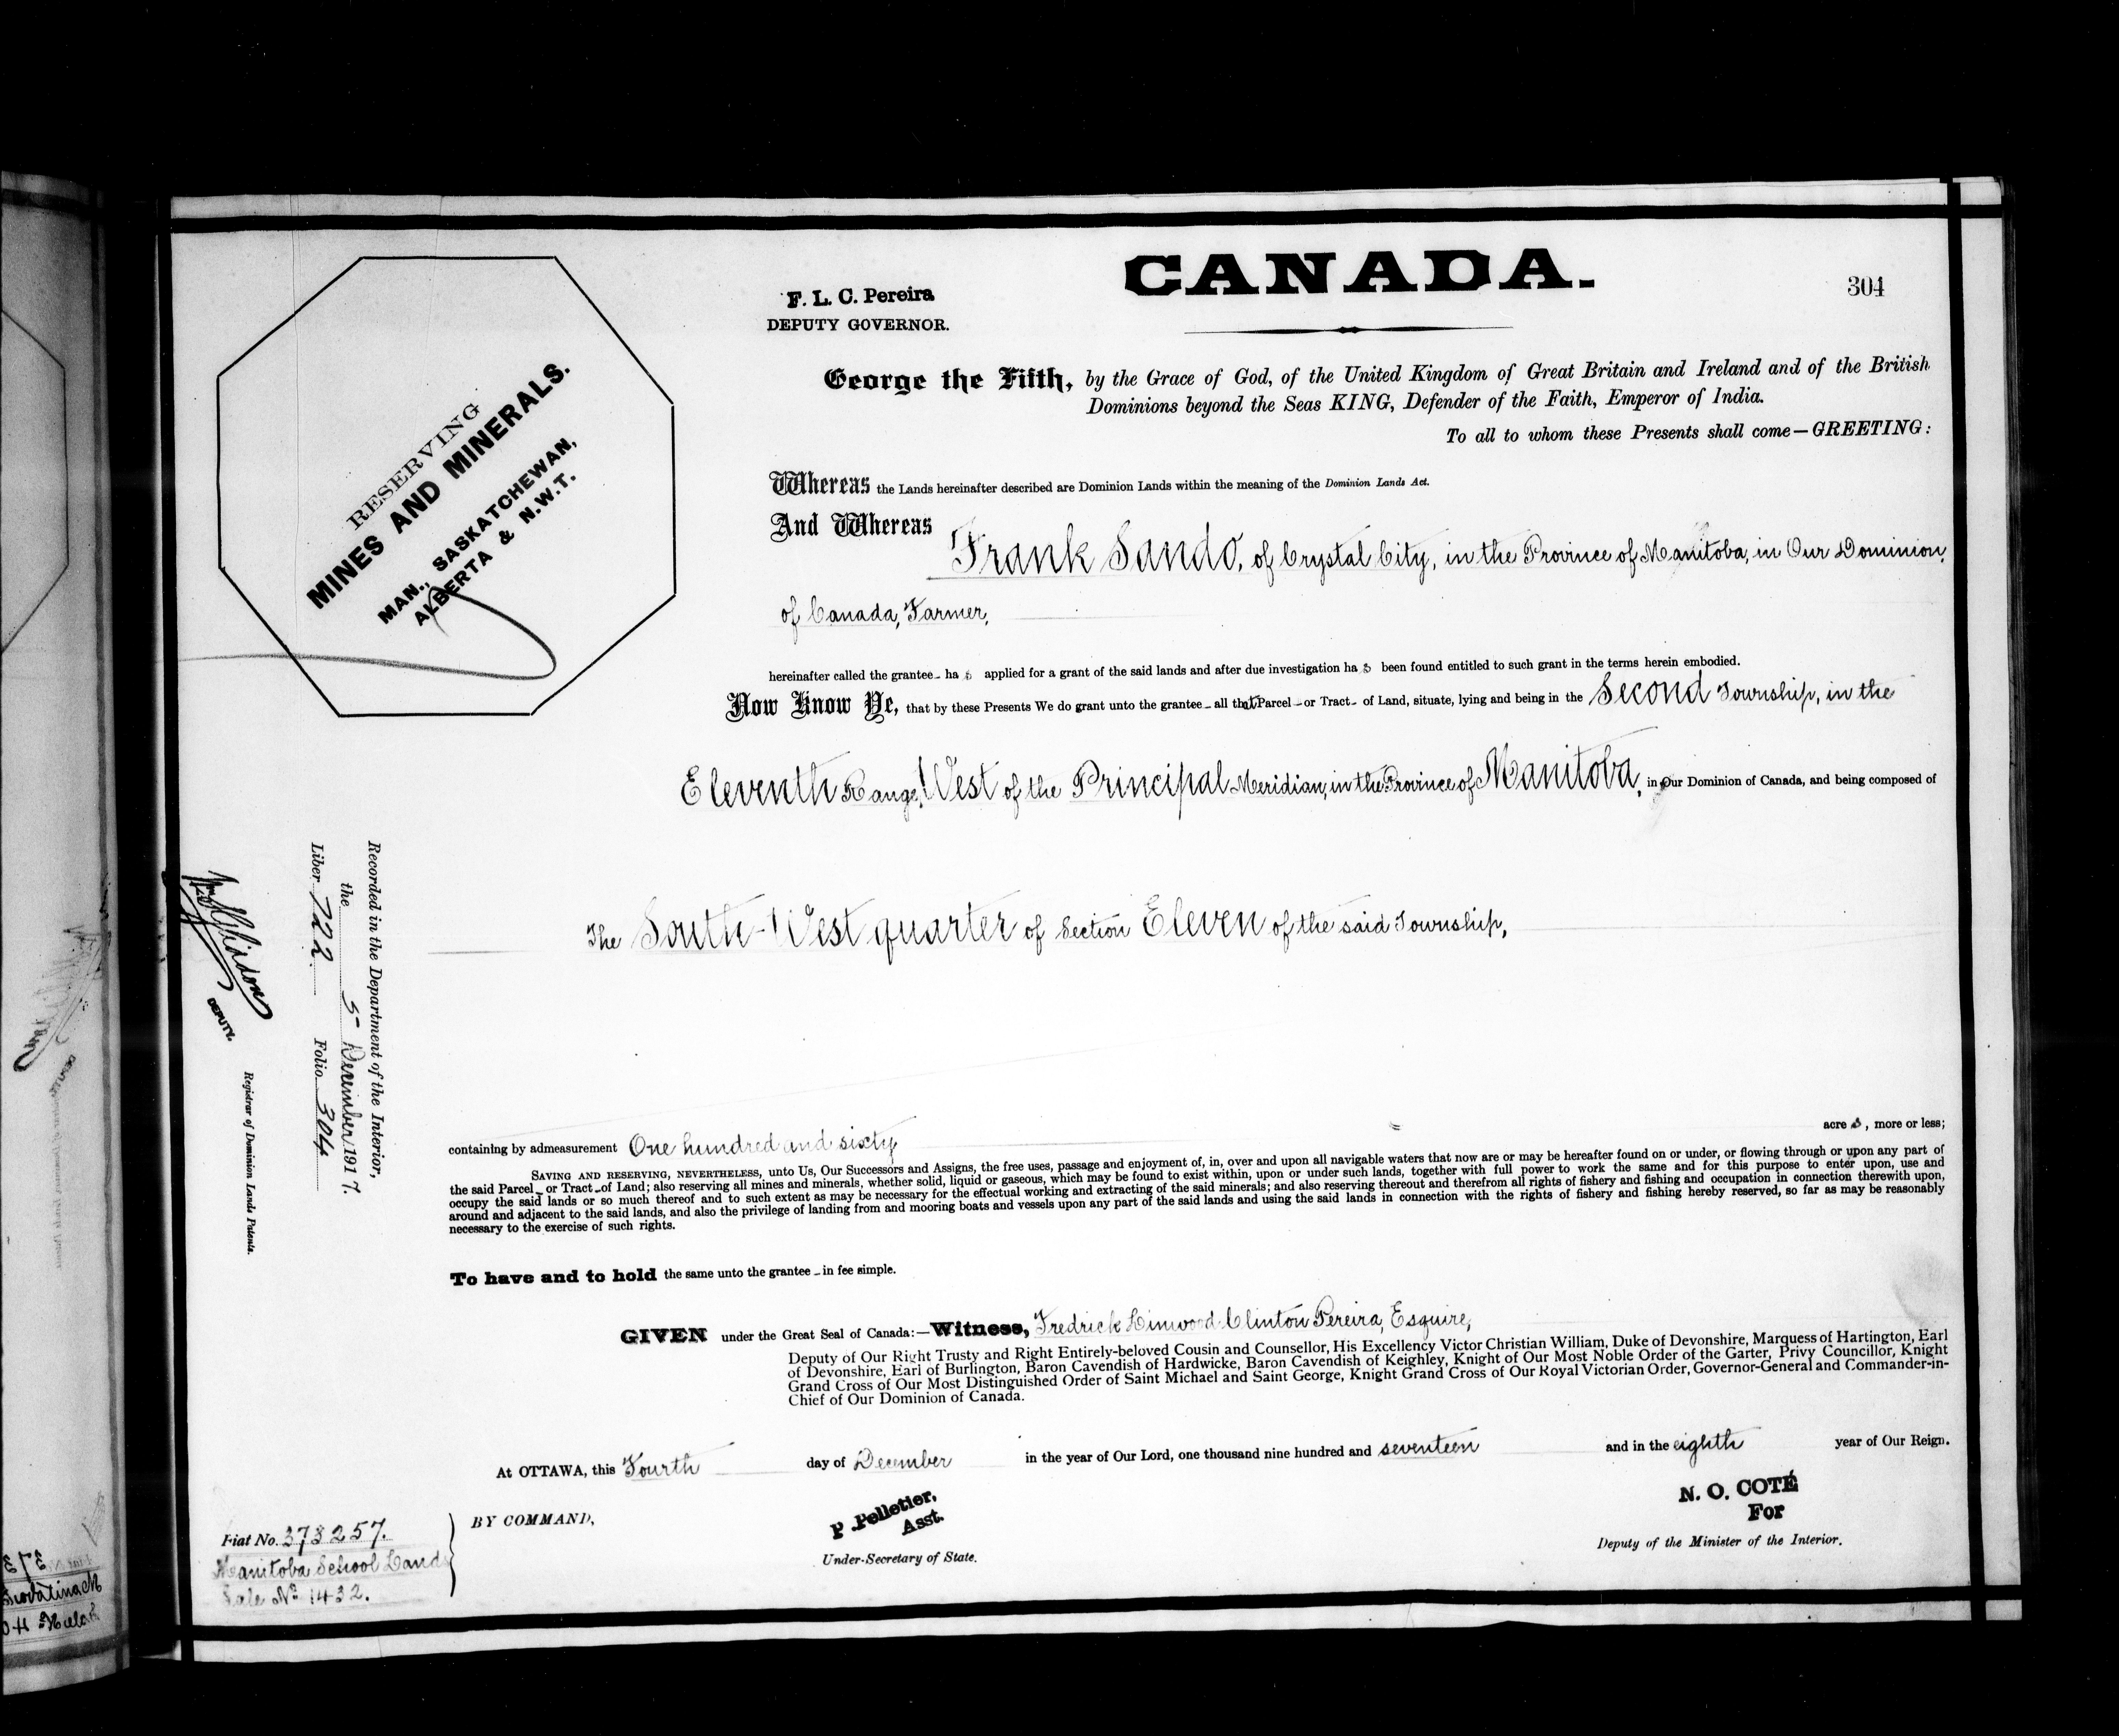 CANADA.
304
F. L. C. Pereira
DEPUTY GOVERNOR.
RESERVING
MINES AND MINERALS.
MAN., SASKATCHEWAN,
ALBERTA & N.W.T.
George the Fifth, by the Grace of God, of the United Kingdom of Great Britain and Ireland and of the British
Dominions beyond the Seas KING, Defender of the Faith, Emperor of India.
To all to whom these Presents shall come—GREETING:
Whereas the Lands hereinafter described are Dominion Lands within the meaning of the Dominion Lands Act.
And Whereas Frank Sando, of Crystal City, in the Province of Manitoba, in Our Dominion
of Canada, Farmer,
hereinafter called the grantee ha s applied for a grant of the said lands and after due investigation ha s been found entitled to such grant in the terms herein embodied.
Now Know Ye, that by these Presents We do grant unto the grantee all that Parcel or Tract of Land, situate, lying and being in the Second Township, in the
Eleventh Range, West of the Principal Meridian, in the Province of Manitoba, in Our Dominion of Canada, and being composed of
The South-West quarter of Section Eleven of the said Township,
containing by admeasurement One hundred and sixty acre s, more or less;
SAVING AND RESERVING, NEVERTHELESS, unto Us, Our Successors and Assigns, the free uses, passage and enjoyment of, in, over and upon all navigable waters that now are or may be hereafter found on or under, or flowing through or upon any part of
the said Parcel or Tract of Land; also reserving all mines and minerals, whether solid, liquid or gaseous, which may be found to exist within, upon or under such lands, together with full power to work the same and for this purpose to enter upon, use and
occupy the said lands or so much thereof and to such extent as may be necessary for the effectual working and extracting of the said minerals; and also reserving thereout and therefrom all rights of fishery and fishing and occupation in connection therewith upon,
around and adjacent to the said lands, and also the privilege of landing from and mooring boats and vessels upon any part of the said lands and using the said lands in connection with the rights of fishery and fishing hereby reserved, so far as may be reasonably
necessary to the exercise of such rights.
To have and to hold the same unto the grantee in fee simple.
GIVEN under the Great Seal of Canada:—Witness, Fredrick Linwood Clinton Pereira, Esquire,
Deputy of Our Right Trusty and Right Entirely-beloved Cousin and Counsellor, His Excellency Victor Christian William, Duke of Devonshire, Marquess of Hartington, Earl
of Devonshire, Earl of Burlington, Baron Cavendish of Hardwicke, Baron Cavendish of Keighley, Knight of Our Most Noble Order of the Garter, Privy Councillor, Knight
Grand Cross of Our Most Distinguished Order of Saint Michael and Saint George, Knight Grand Cross of Our Royal Victorian Order, Governor-General and Commander-in-
Chief of Our Dominion of Canada.
At OTTAWA, this Fourth day of December in the year of Our Lord, one thousand nine hundred and seventeen and in the eighth year of Our Reign.
BY COMMAND,
P. Pelletier,
Asst.
Under-Secretary of State.
N. O. COTÉ
For
Deputy of the Minister of the Interior.
Fiat No. 373257.
Manitoba School Land
Sale No 1432.
Recorded in the Department of the Interior,
the 5- December, 1917.
Liber 722 Folio 304
DEPUTY.
Registrar of Dominion Lands Patents.